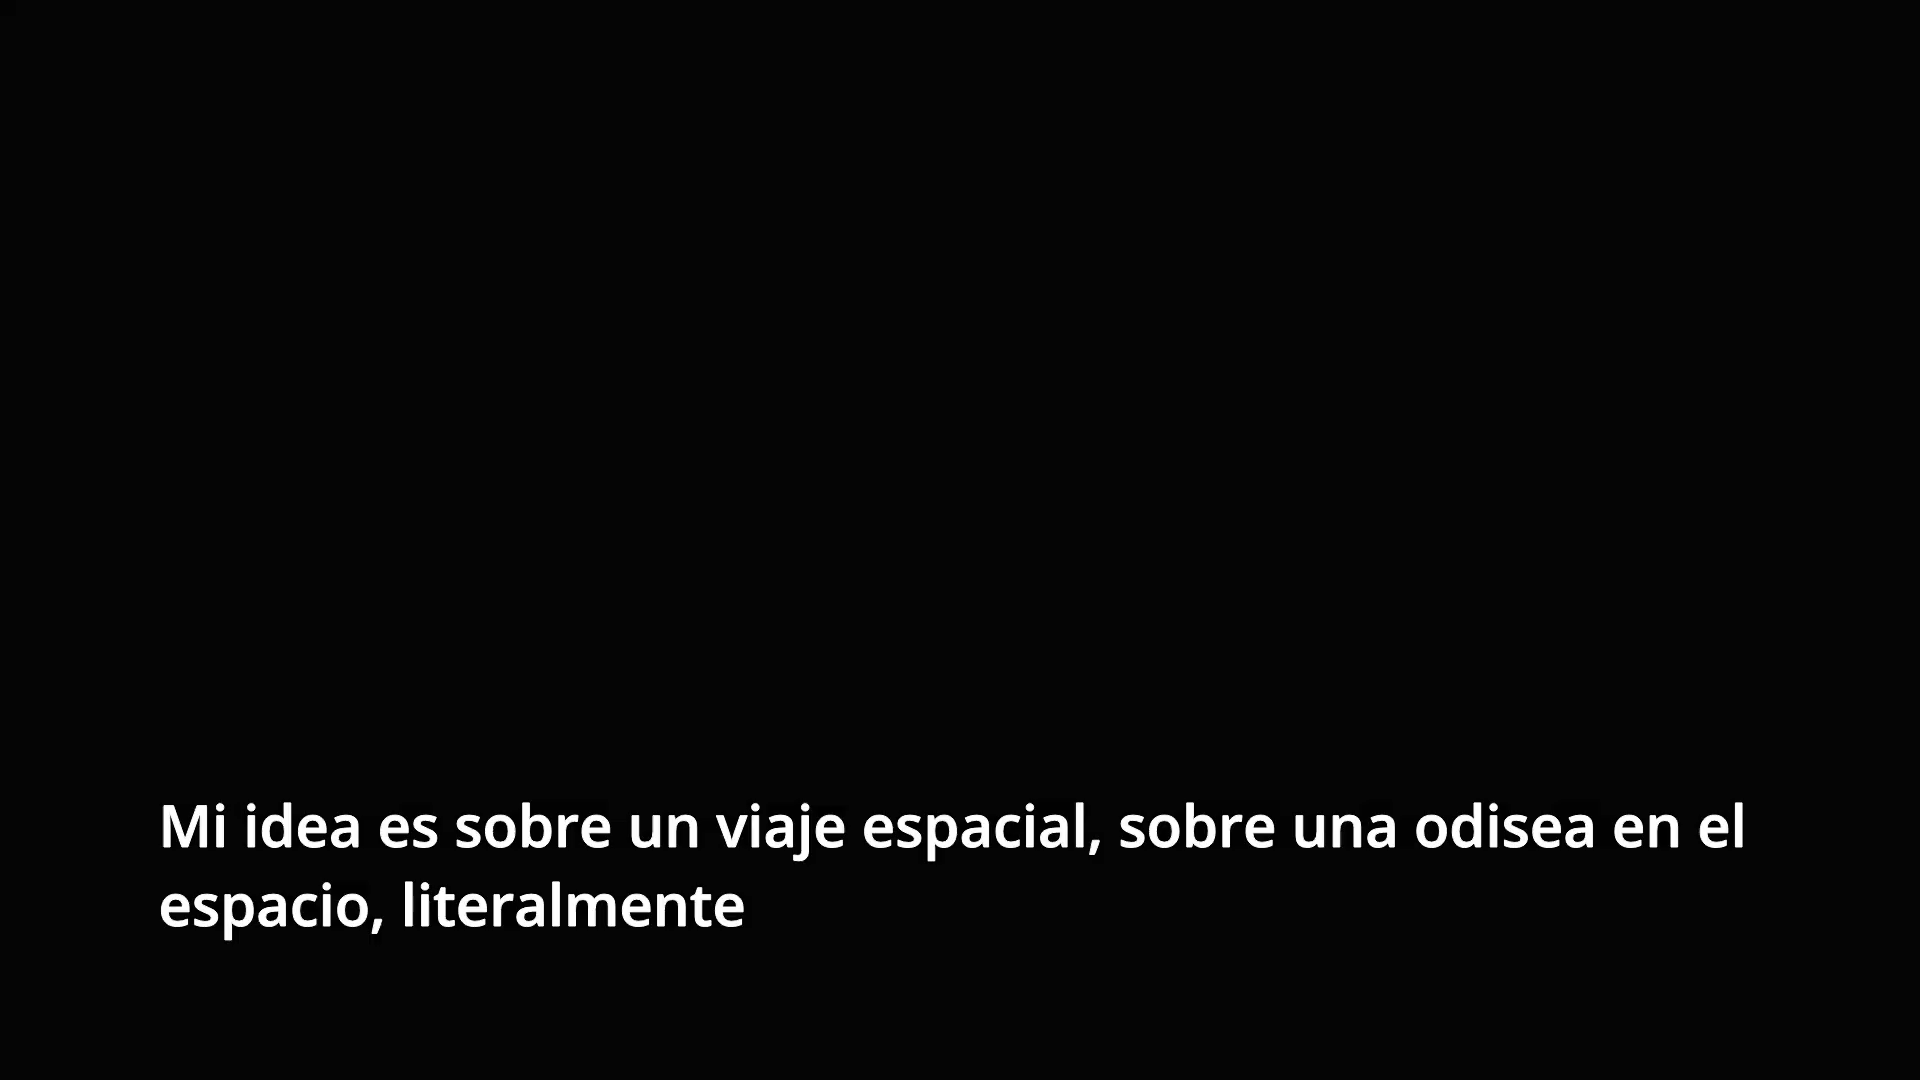 Mi idea es sobre un viaje espacial, sobre una odisea en el
espacio, literalmente